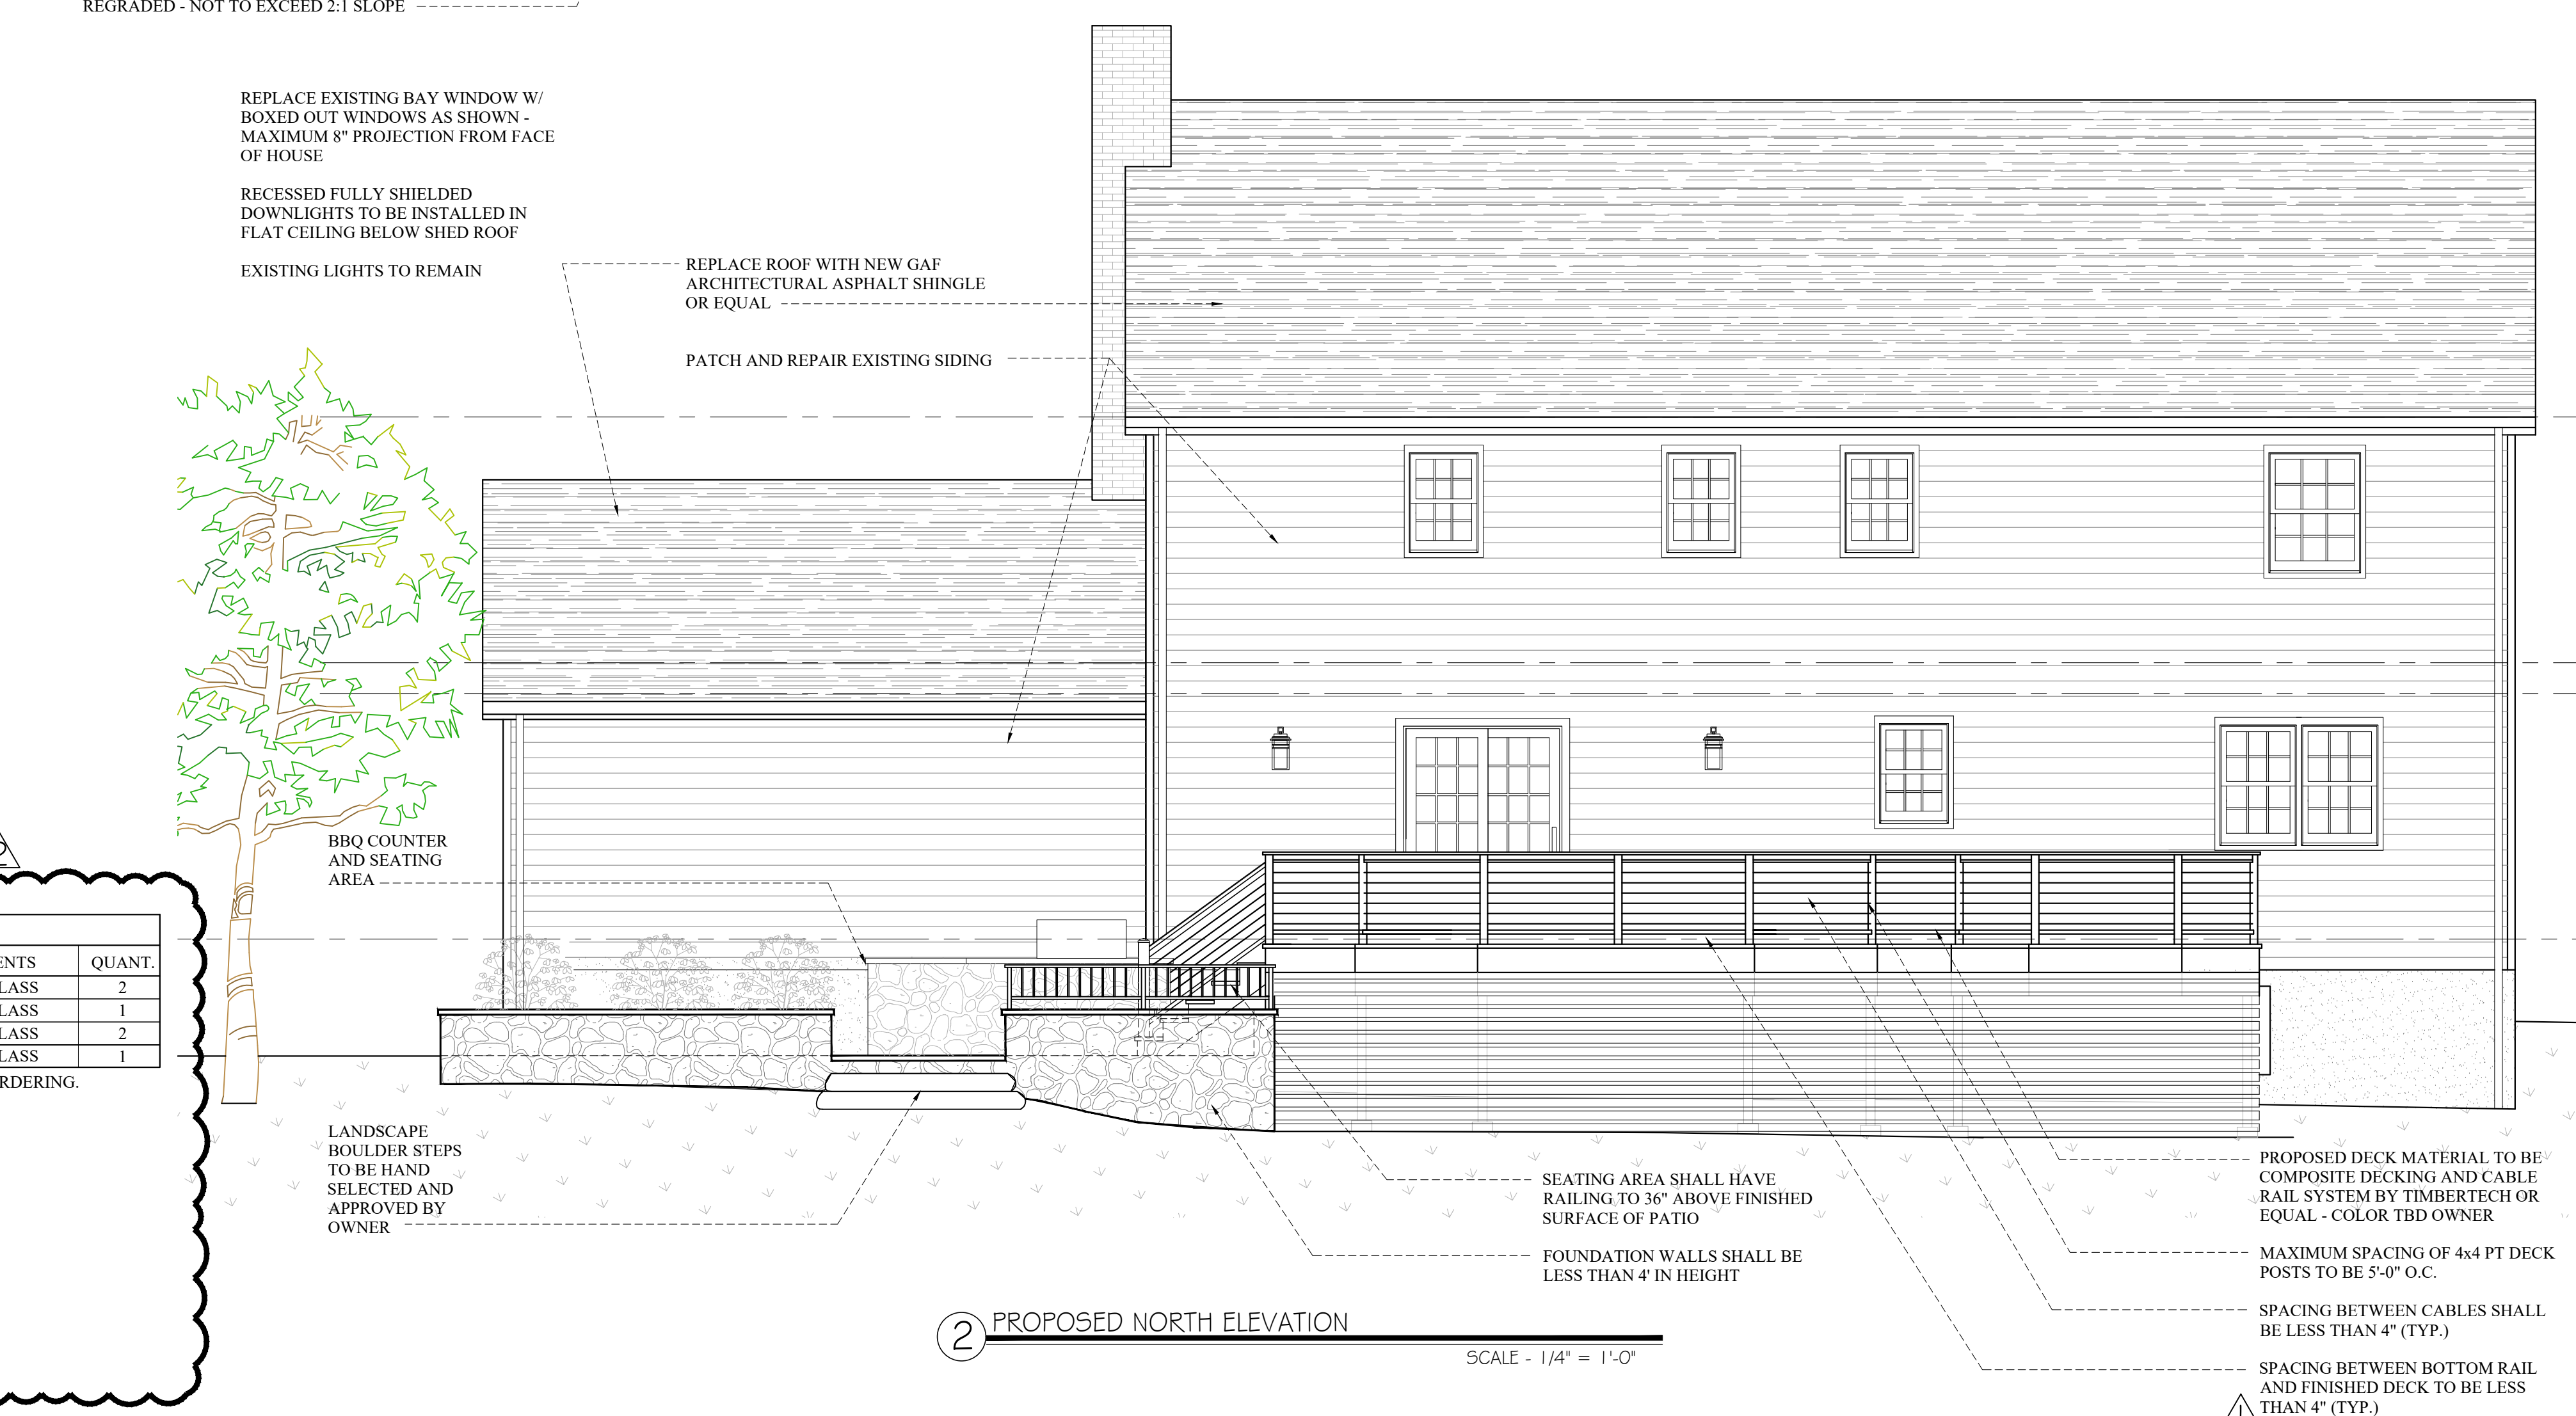 REGRADED - NOT TO EXCEED 2:1 SLOPE
REPLACE EXISTING BAY WINDOW W/
BOXED OUT WINDOWS AS SHOWN -
MAXIMUM 8" PROJECTION FROM FACE
OF HOUSE
RECESSED FULLY SHIELDED
DOWNLIGHTS TO BE INSTALLED IN
FLAT CEILING BELOW SHED ROOF
EXISTING LIGHTS TO REMAIN
REPLACE ROOF WITH NEW GAF
ARCHITECTURAL ASPHALT SHINGLE
OR EQUAL
PATCH AND REPAIR EXISTING SIDING
BBQ COUNTER
AND SEATING
AREA
2
ENTS QUANT.
LASS 2
LASS 1
LASS 2
LASS 1
RDERING.
LANDSCAPE
BOULDER STEPS
TO BE HAND
SELECTED AND
APPROVED BY
OWNER
SEATING AREA SHALL HAVE
RAILING TO 36" ABOVE FINISHED
SURFACE OF PATIO
FOUNDATION WALLS SHALL BE
LESS THAN 4' IN HEIGHT
PROPOSED DECK MATERIAL TO BE
COMPOSITE DECKING AND CABLE
RAIL SYSTEM BY TIMBERTECH OR
EQUAL - COLOR TBD OWNER
MAXIMUM SPACING OF 4x4 PT DECK
POSTS TO BE 5'-0" O.C.
SPACING BETWEEN CABLES SHALL
BE LESS THAN 4" (TYP.)
SPACING BETWEEN BOTTOM RAIL
AND FINISHED DECK TO BE LESS
THAN 4" (TYP.)
2 PROPOSED NORTH ELEVATION
SCALE - 1/4" = 1'-0"